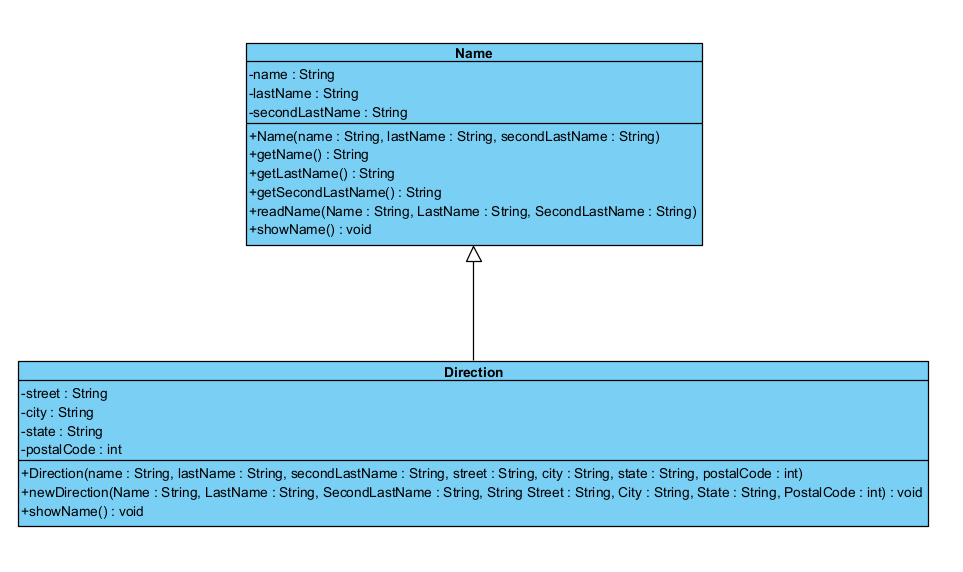 Name
-name : String
-lastName : String
-secondLastName : String
+Name(name : String, lastName : String, secondLastName : String)
+getName() : String
+getLastName() : String
+getSecondLastName() : String
+readName(Name : String, LastName : String, SecondLastName : String)
+showName() : void
Direction
-street : String
-city : String
-state : String
-postalCode : int
+Direction(name : String, lastName : String, secondLastName : String, street : String, city : String, state : String, postalCode : int)
+newDirection(Name : String, LastName : String, SecondLastName : String, String Street : String, City : String, State : String, PostalCode : int) : void
+showName() : void